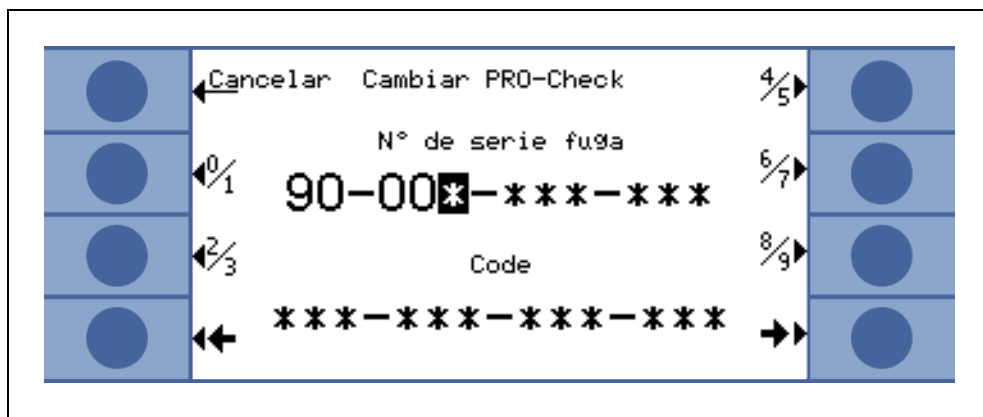 Cancelar Cambiar PRO-Check 4/5
N° de serie fuga
0/1 90-00*-***-*** 6/7
2/3 Code 8/9
***-***-***-***